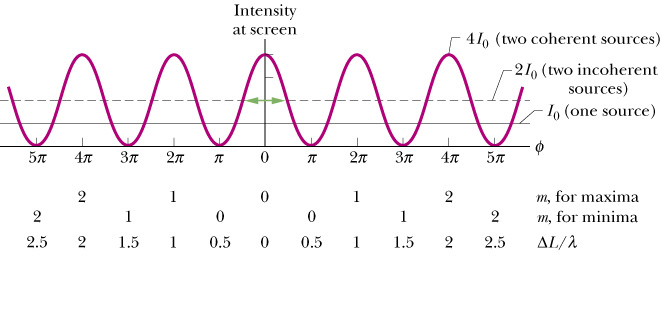 Intensity
at screen
4I₀ (two coherent sources)
2I₀ (two incoherent
sources)
I₀ (one source)
5π 4π 3π 2π π 0 π 2π 3π 4π 5π ϕ
2 1 0 1 2 m, for maxima
2 1 0 0 1 2 m, for minima
2.5 2 1.5 1 0.5 0 0.5 1 1.5 2 2.5 ΔL/λ